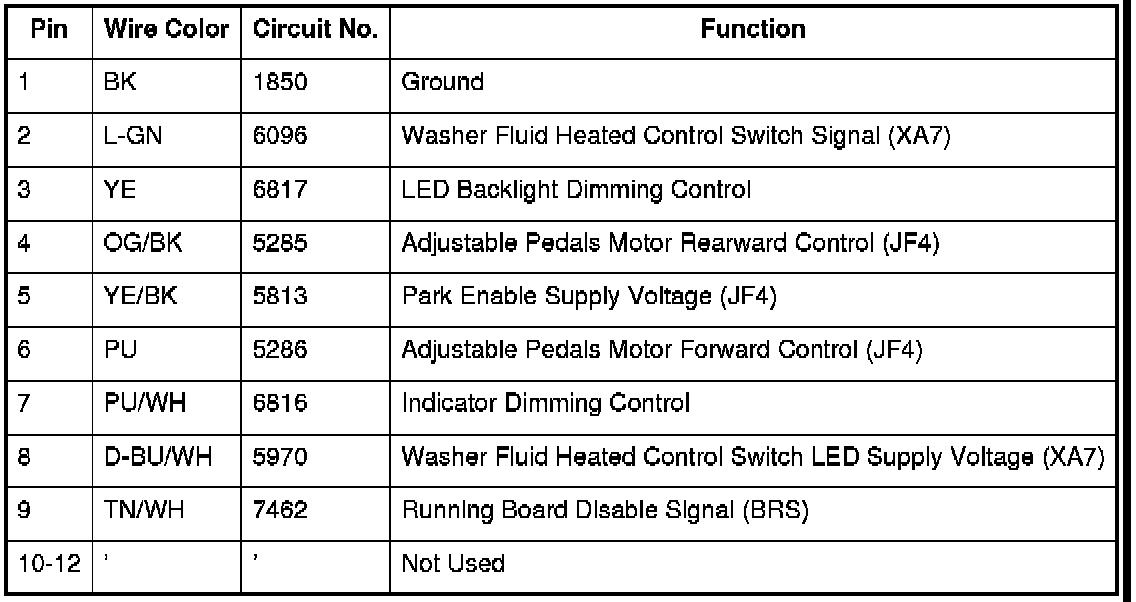 Pin Wire Color Circuit No. Function
1 BK 1850 Ground
2 L-GN 6096 Washer Fluid Heated Control Switch Signal (XA7)
3 YE 6817 LED Backlight Dimming Control
4 OG/BK 5285 Adjustable Pedals Motor Rearward Control (JF4)
5 YE/BK 5813 Park Enable Supply Voltage (JF4)
6 PU 5286 Adjustable Pedals Motor Forward Control (JF4)
7 PU/WH 6816 Indicator Dimming Control
8 D-BU/WH 5970 Washer Fluid Heated Control Switch LED Supply Voltage (XA7)
9 TN/WH 7462 Running Board Disable Signal (BRS)
10-12 ' ' Not Used